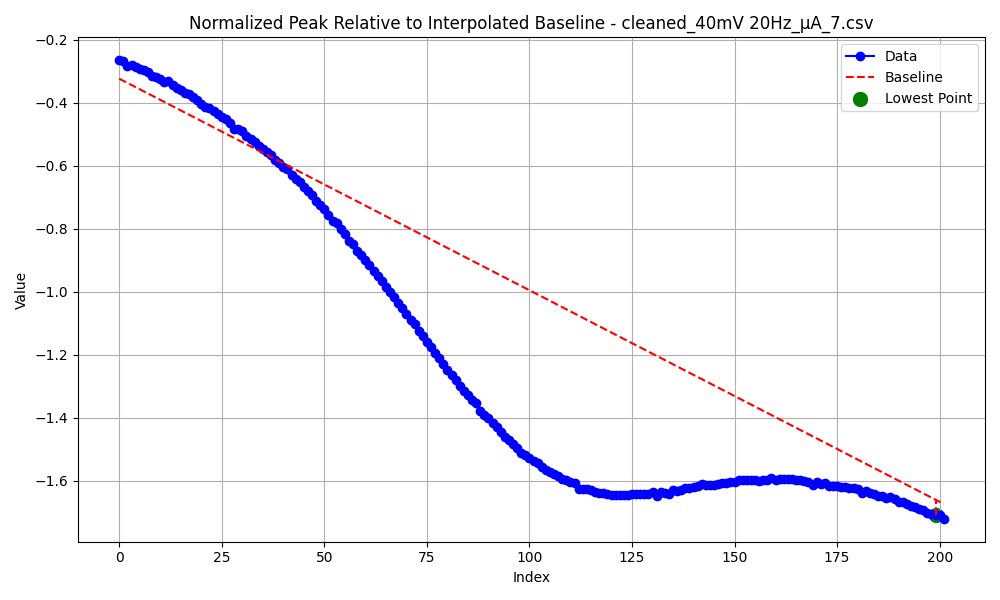 Normalized Peak Relative to Interpolated Baseline - cleaned_40mV 20Hz_µA_7.csv
Data
Baseline
Lowest Point
Value
−0.2
−0.4
−0.6
−0.8
−1.0
−1.2
−1.4
−1.6
0
25
50
75
100
125
150
175
200
Index